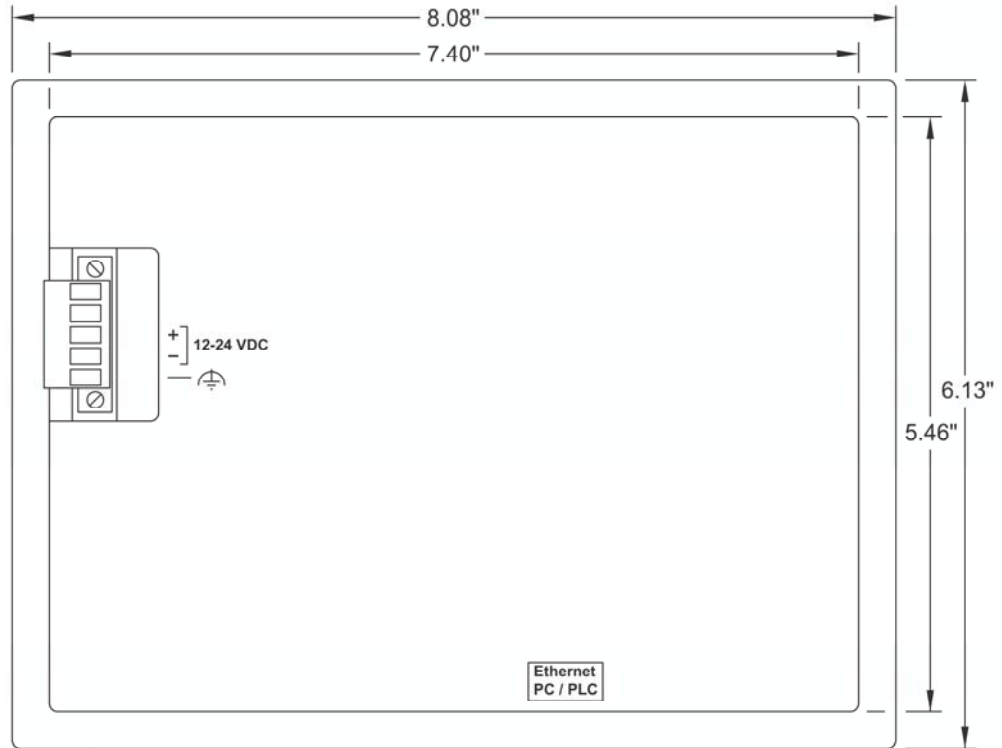 8.08"
7.40"
+
−
12-24 VDC
6.13"
5.46"
Ethernet
PC / PLC